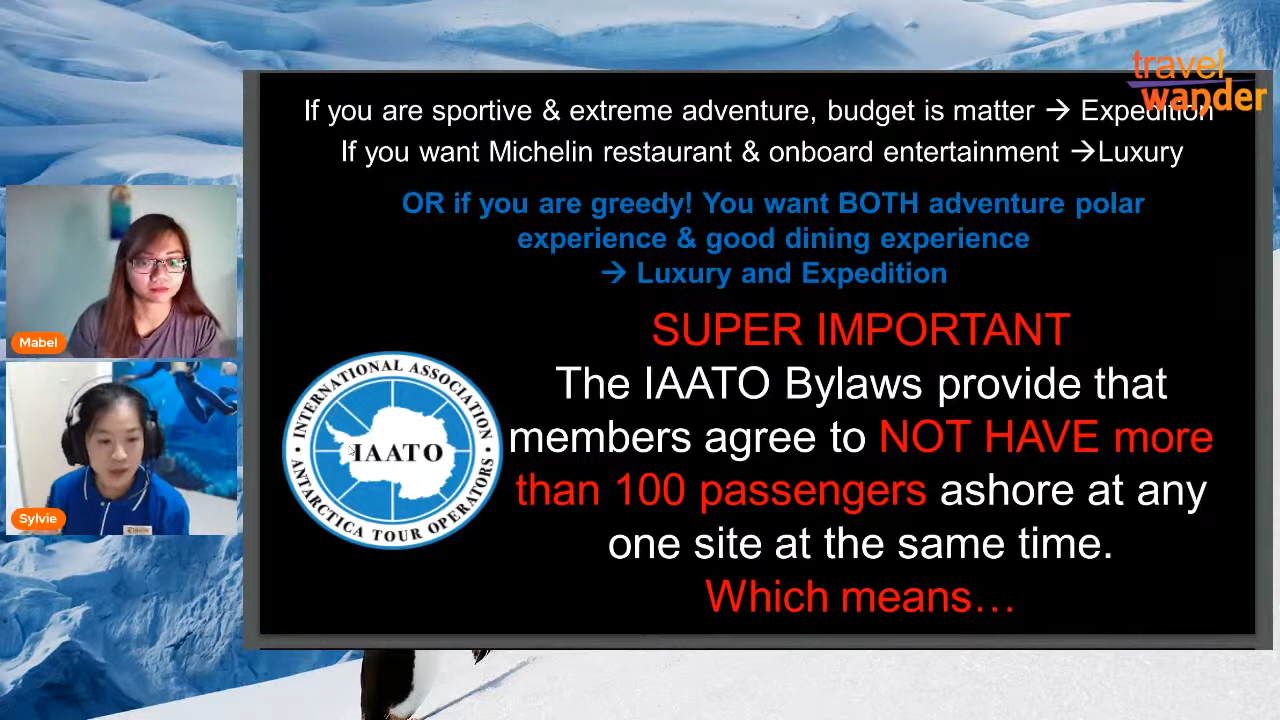 travel
wander
If you are sportive & extreme adventure, budget is matter → Expedition
If you want Michelin restaurant & onboard entertainment →Luxury
OR if you are greedy! You want BOTH adventure polar
experience & good dining experience
→ Luxury and Expedition
SUPER IMPORTANT
The IAATO Bylaws provide that
members agree to NOT HAVE more
than 100 passengers ashore at any
one site at the same time.
Which means…
INTERNATIONAL ASSOCIATION
IAATO
ANTARCTICA TOUR OPERATORS
Mabel
Sylvie